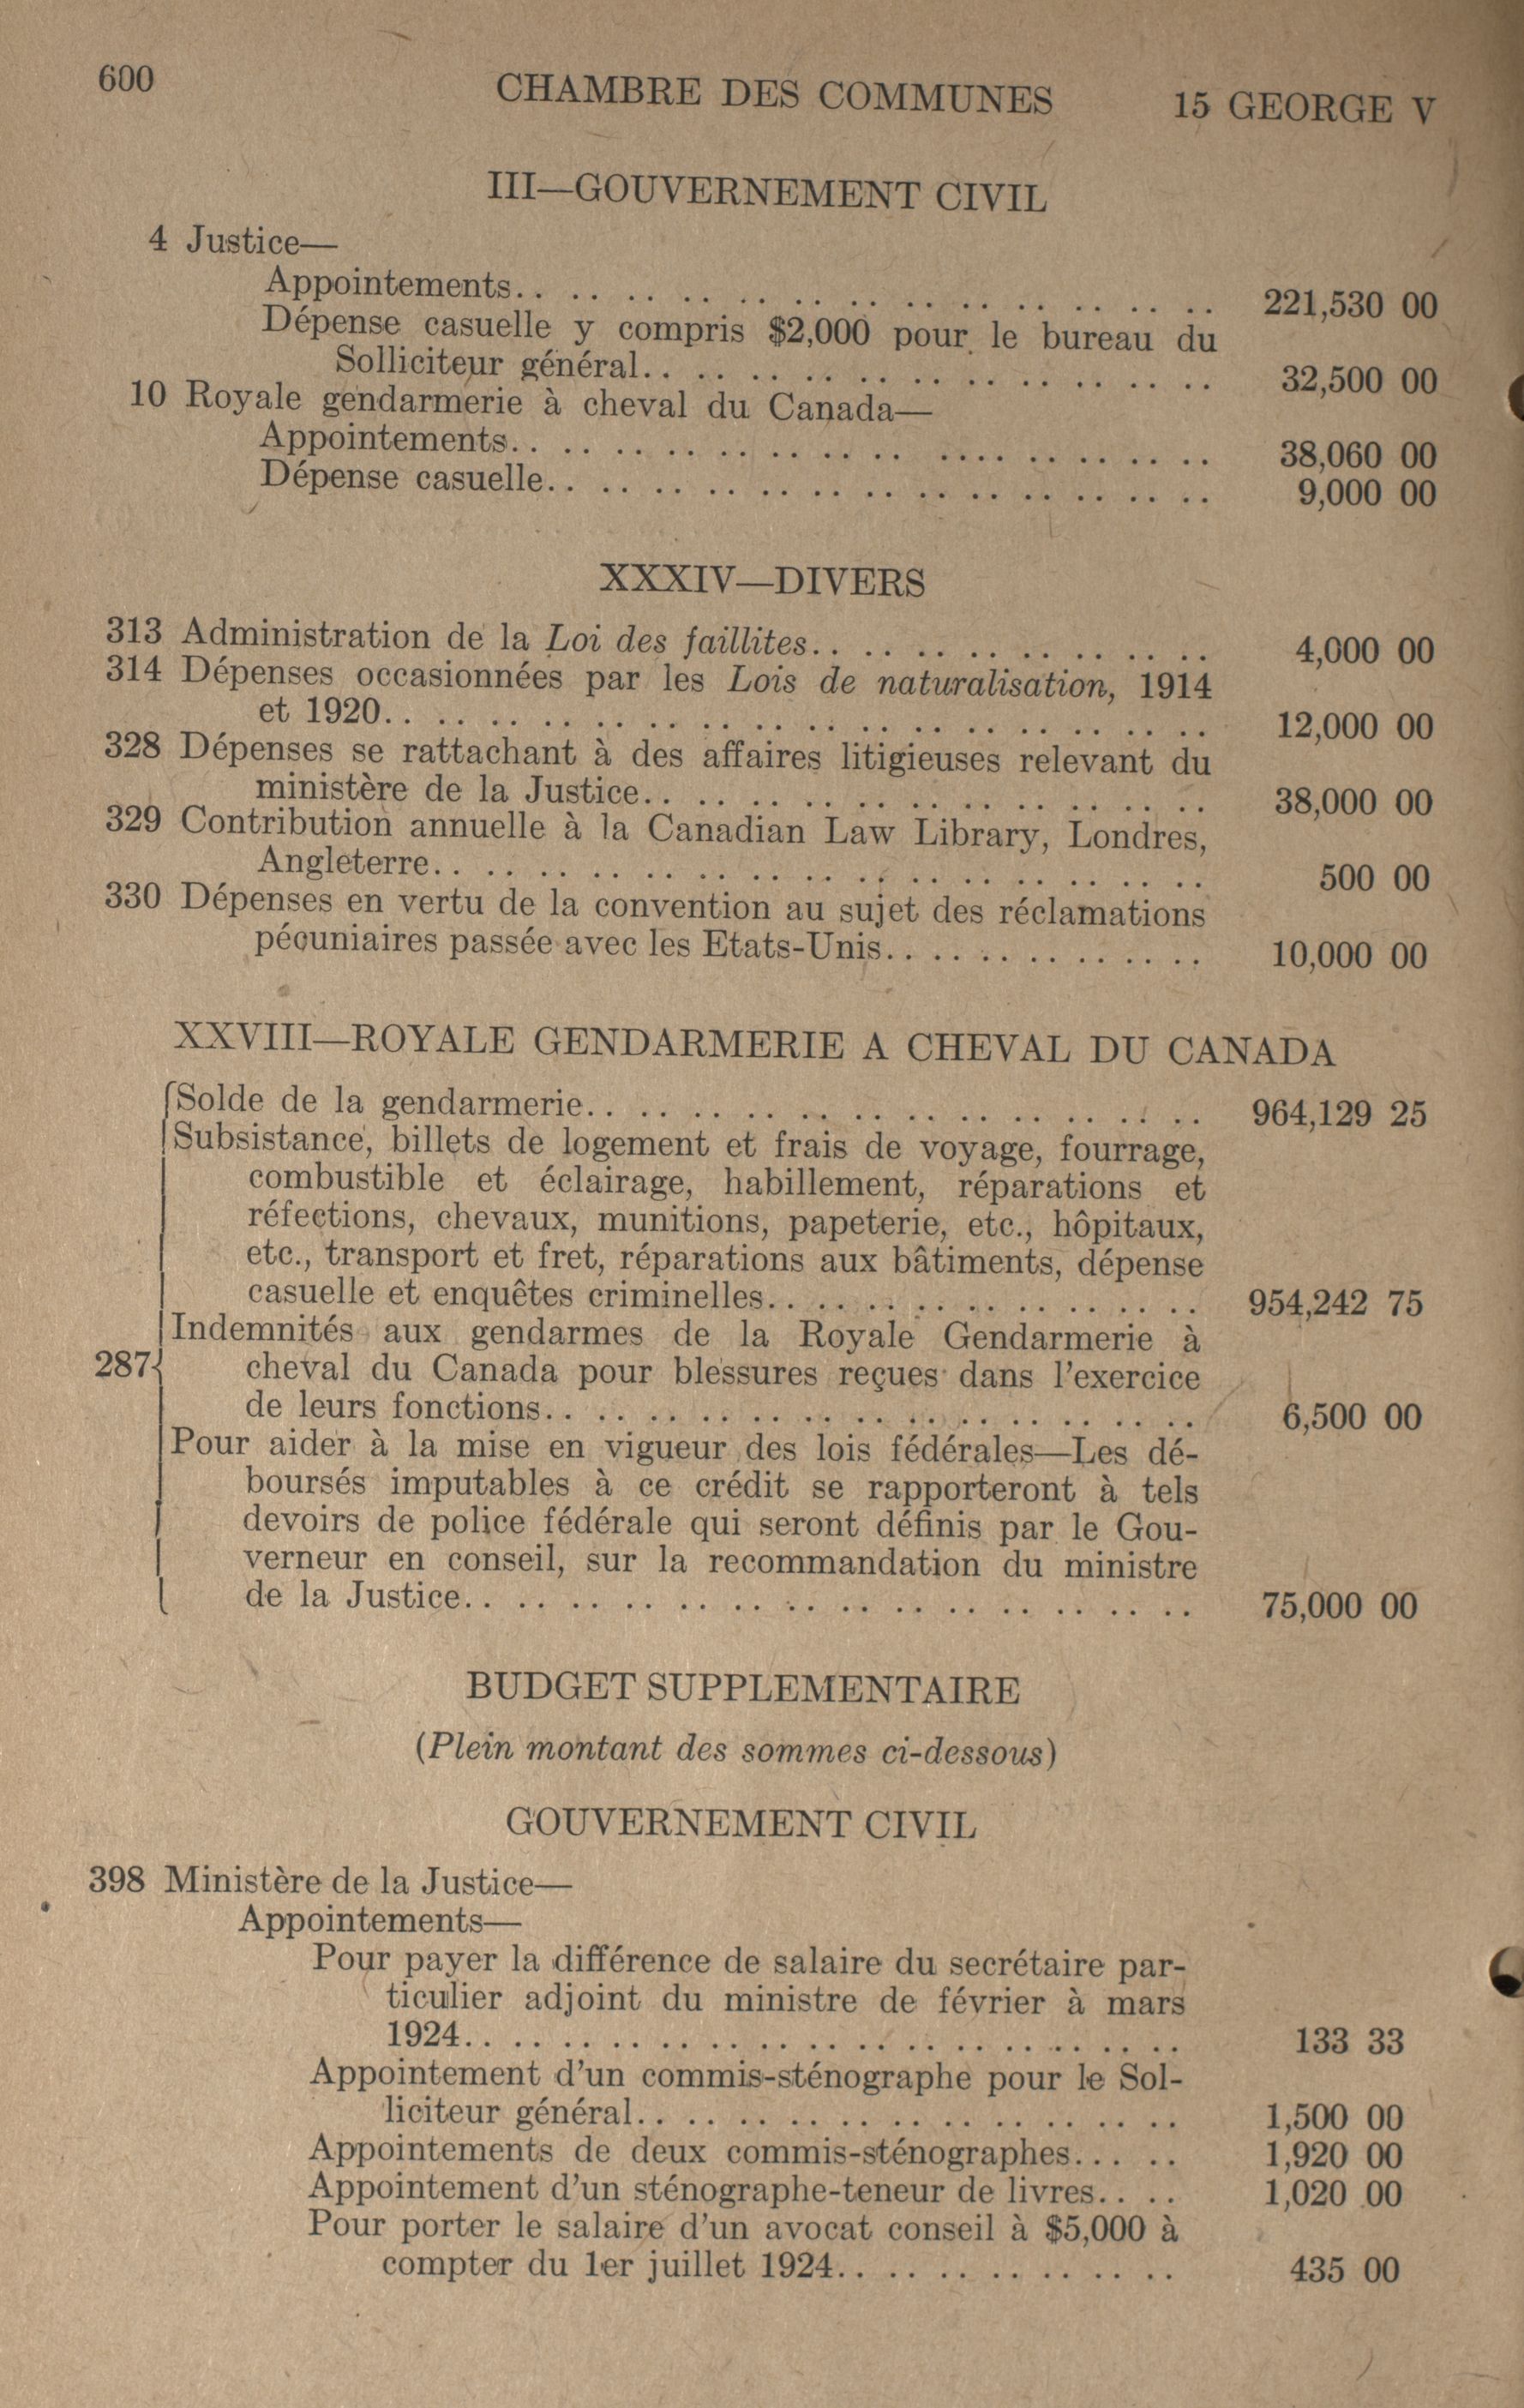 600
CHAMBRE DES COMMUNES
15 GEORGE V
III—GOUVERNEMENT CIVIL
4 Justice—
Appointements.. .. .. .. .. .. .. .. .. .. .. .. .. 221,530 00
Dépense casuelle y compris $2,000 pour le bureau du
Solliciteur général.. .. .. .. .. .. .. .. .. .. .. 32,500 00
10 Royale gendarmerie à cheval du Canada—
Appointements.. .. .. .. .. .. .. .. .... .. .. .. .. 38,060 00
Dépense casuelle.. .. .. .. .. .. .. .. .. .. .. .. .. 9,000 00
XXXIV—DIVERS
313 Administration de la Loi des faillites.. .. .. .. .. .. .. .. 4,000 00
314 Dépenses occasionnées par les Lois de naturalisation, 1914
et 1920.. .. .. .. .. .. .. .. .. .. .. .. .. .. .. .. 12,000 00
328 Dépenses se rattachant à des affaires litigieuses relevant du
ministère de la Justice.. .. .. .. .. .. .. .. .. .. .. 38,000 00
329 Contribution annuelle à la Canadian Law Library, Londres,
Angleterre.. .. .. .. .. .. .. .. .. .. .. .. .. .. .. 500 00
330 Dépenses en vertu de la convention au sujet des réclamations
pécuniaires passée avec les Etats-Unis.. .. .. .. .. .. .. 10,000 00
XXVIII—ROYALE GENDARMERIE A CHEVAL DU CANADA
Solde de la gendarmerie.. .. .. .. .. .. .. .. .. .. .. .. 964,129 25
Subsistance, billets de logement et frais de voyage, fourrage,
combustible et éclairage, habillement, réparations et
réfections, chevaux, munitions, papeterie, etc., hôpitaux,
etc., transport et fret, réparations aux bâtiments, dépense
casuelle et enquêtes criminelles.. .. .. .. .. .. .. .. .. 954,242 75
Indemnités aux gendarmes de la Royale Gendarmerie à
287 cheval du Canada pour blessures reçues dans l'exercice
de leurs fonctions.. .. .. .. .. .. .. .. .. .. .. .. .. 6,500 00
Pour aider à la mise en vigueur des lois fédérales—Les dé-
boursés imputables à ce crédit se rapporteront à tels
devoirs de police fédérale qui seront définis par le Gou-
verneur en conseil, sur la recommandation du ministre
de la Justice.. .. .. .. .. .. .. .. .. .. .. .. .. .. 75,000 00
BUDGET SUPPLEMENTAIRE
(Plein montant des sommes ci-dessous)
GOUVERNEMENT CIVIL
398 Ministère de la Justice—
Appointements—
Pour payer la différence de salaire du secrétaire par-
ticulier adjoint du ministre de février à mars
1924.. .. .. .. .. .. .. .. .. .. .. .. .. .. .. 133 33
Appointement d'un commis-sténographe pour le Sol-
liciteur général.. .. .. .. .. .. .. .. .. .. .. 1,500 00
Appointements de deux commis-sténographes.. .. .. 1,920 00
Appointement d'un sténographe-teneur de livres.. .. 1,020 00
Pour porter le salaire d'un avocat conseil à $5,000 à
compter du 1er juillet 1924.. .. .. .. .. .. .. 435 00